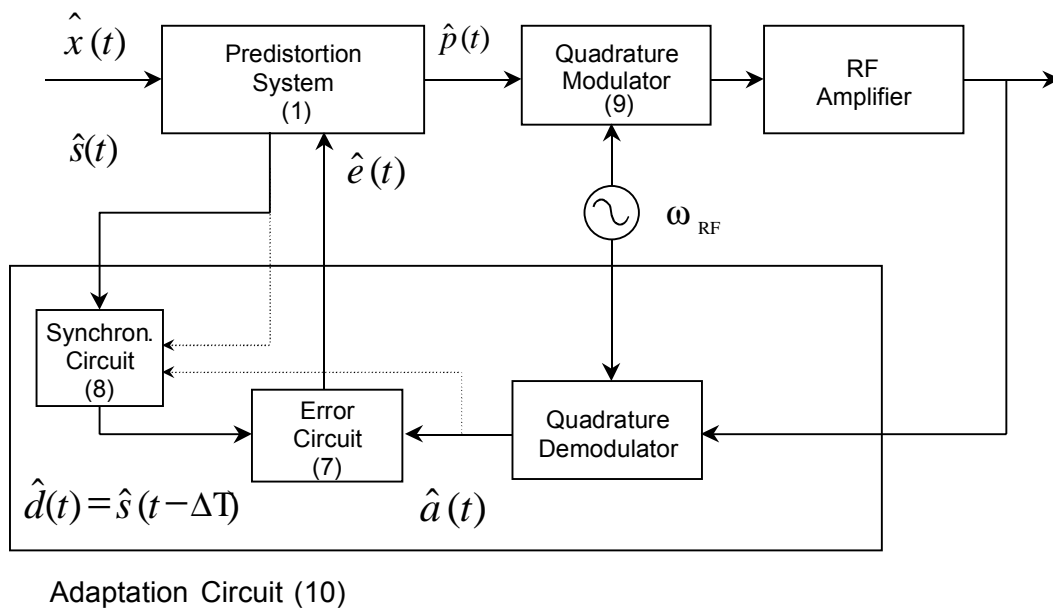 x̂(t)
Predistortion
System
(1)
p̂(t)
Quadrature
Modulator
(9)
RF
Amplifier
ŝ(t)
ê(t)
ω RF
Synchron.
Circuit
(8)
Error
Circuit
(7)
Quadrature
Demodulator
d̂(t)=ŝ(t-ΔT)
â(t)
Adaptation Circuit (10)